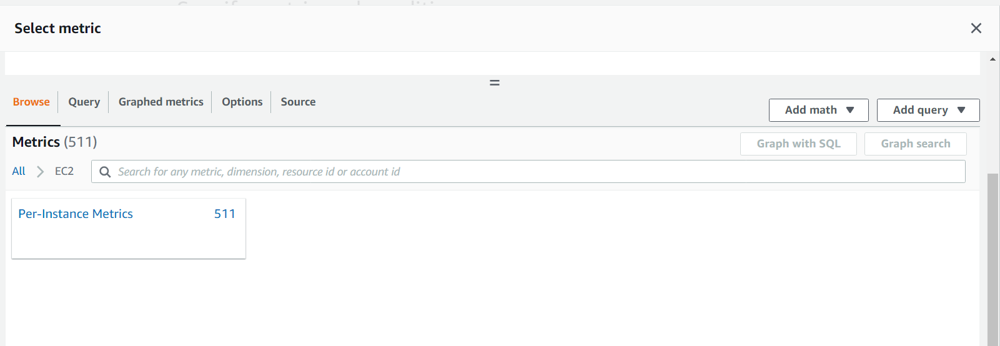 Select metric
Browse
Query
Graphed metrics
Options
Source
Add math
Add query
Metrics (511)
Graph with SQL
Graph search
All
EC2
Search for any metric, dimension, resource id or account id
Per-Instance Metrics
511